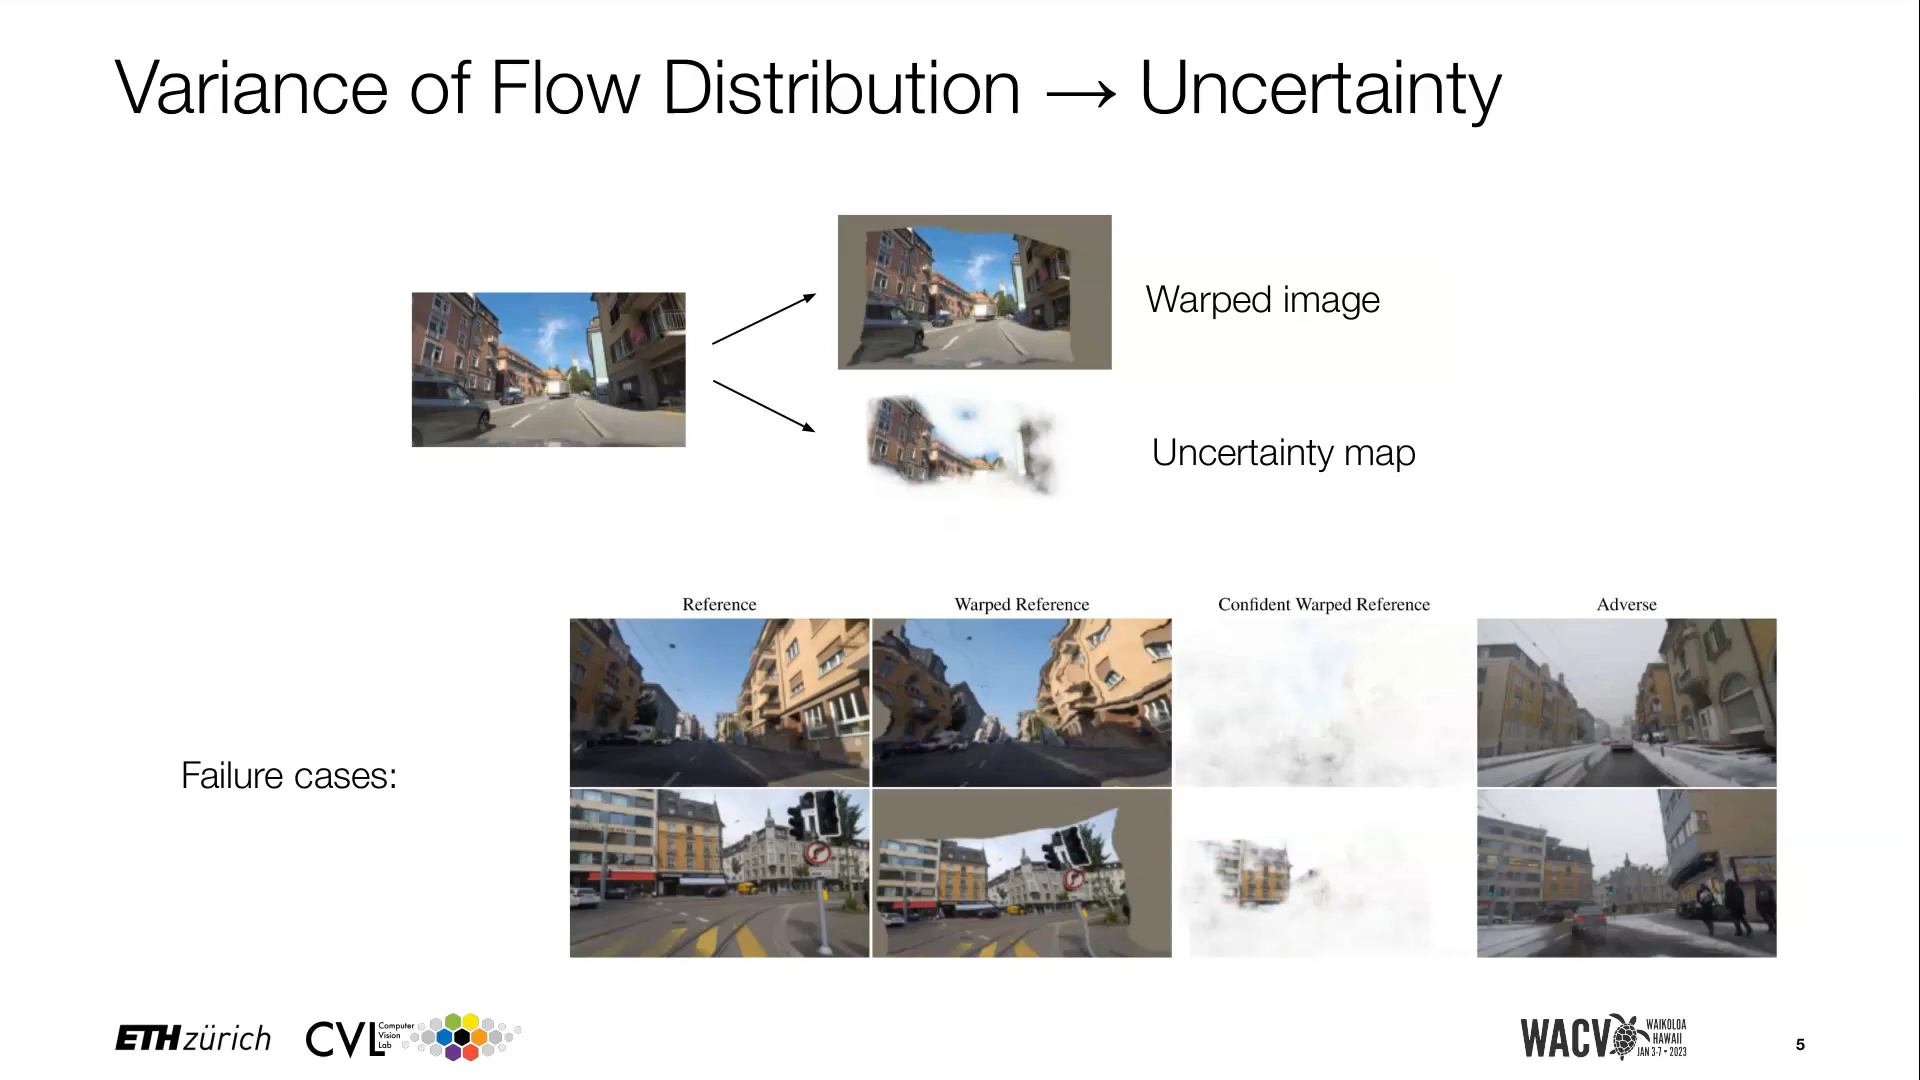 Variance of Flow Distribution → Uncertainty
Warped image
Uncertainty map
Reference
Warped Reference
Confident Warped Reference
Adverse
Failure cases:
ETH zürich
CVL
Computer
Vision
Lab
WACV
WAIKOLOA
HAWAII
JAN 3-7 • 2023
5